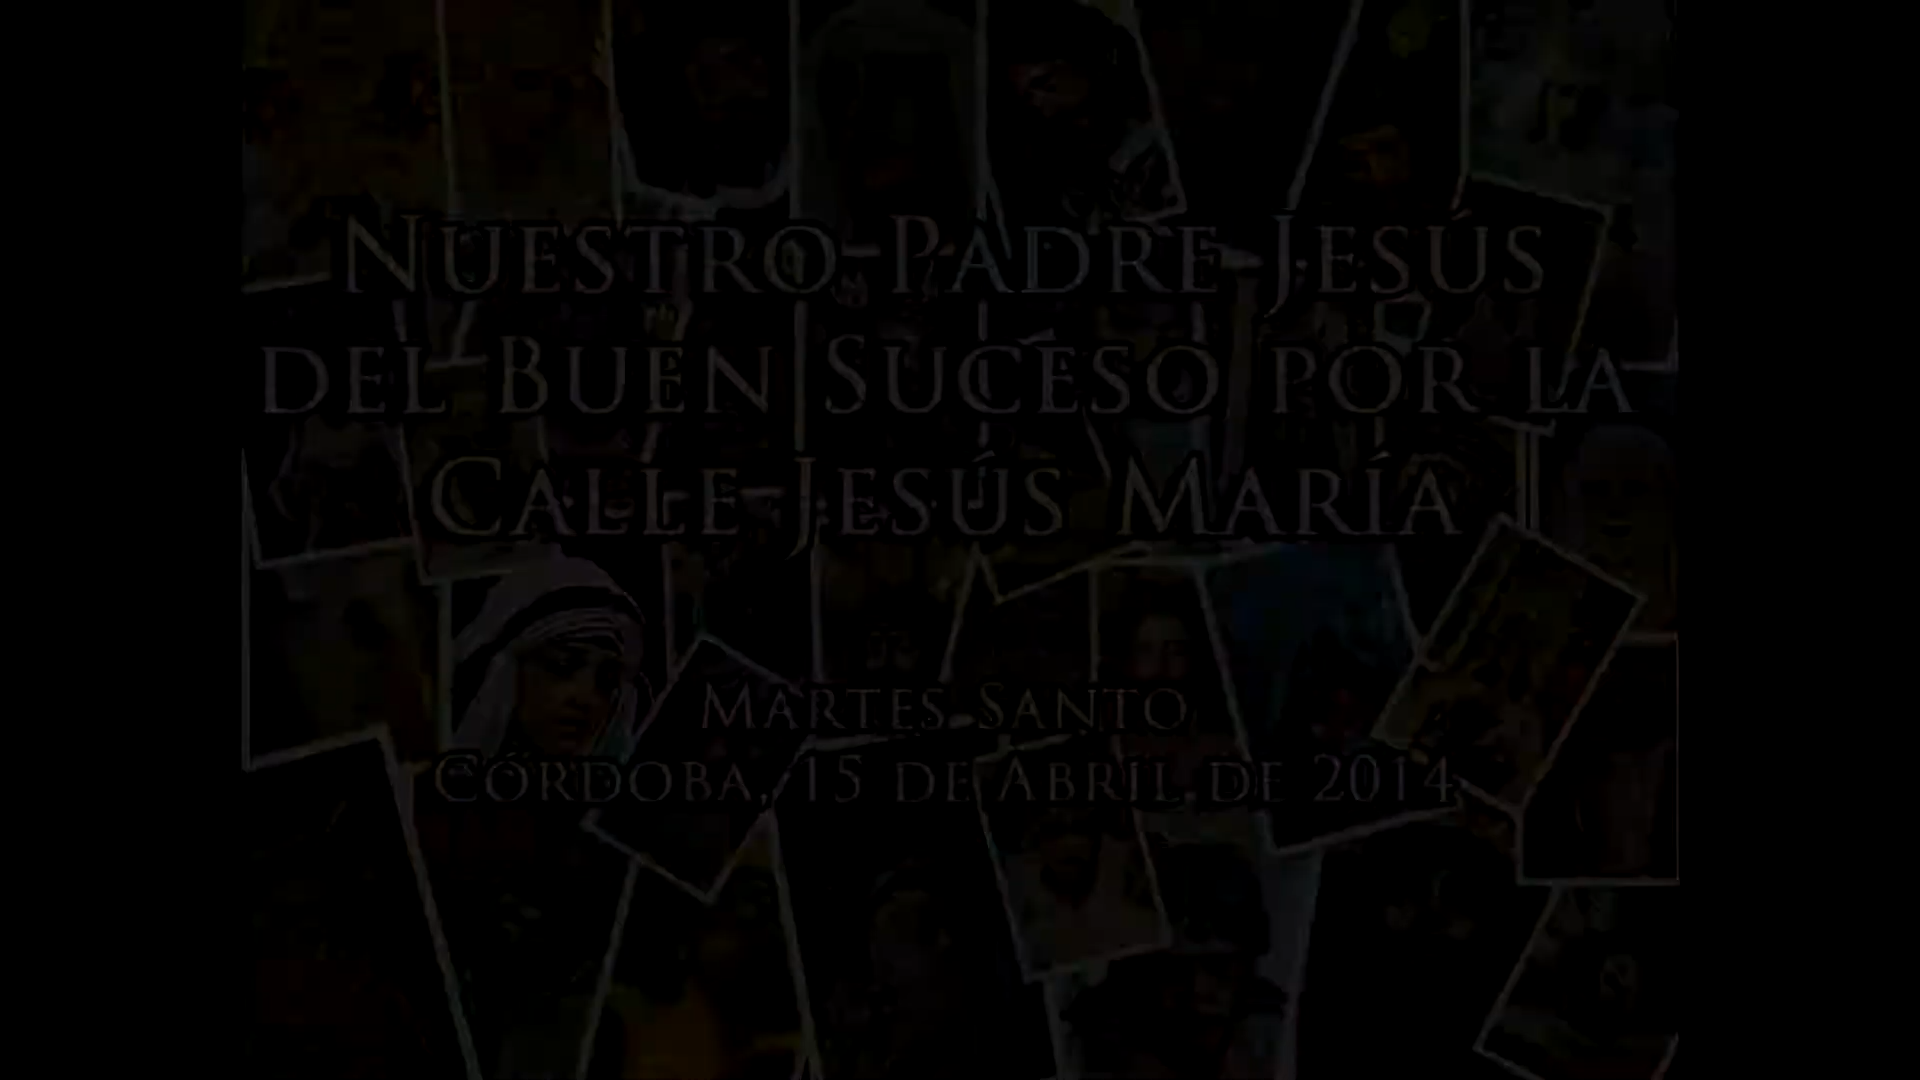 Nuestro Padre Jesús
del Buen Suceso por la
Calle Jesús María
Martes Santo
Córdoba, 15 de Abril de 2014